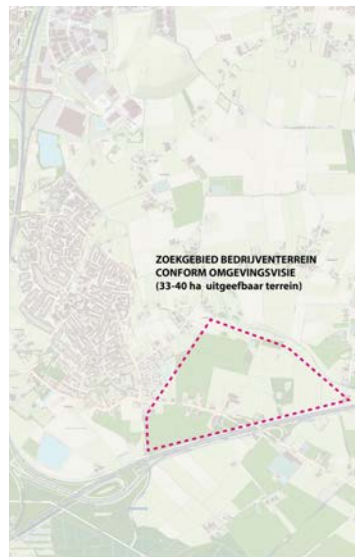 ZOEKGEBIED BEDRIJVENTERREIN
CONFORM OMGEVINGSVISIE
(33-40 ha uitgeefbaar terrein)